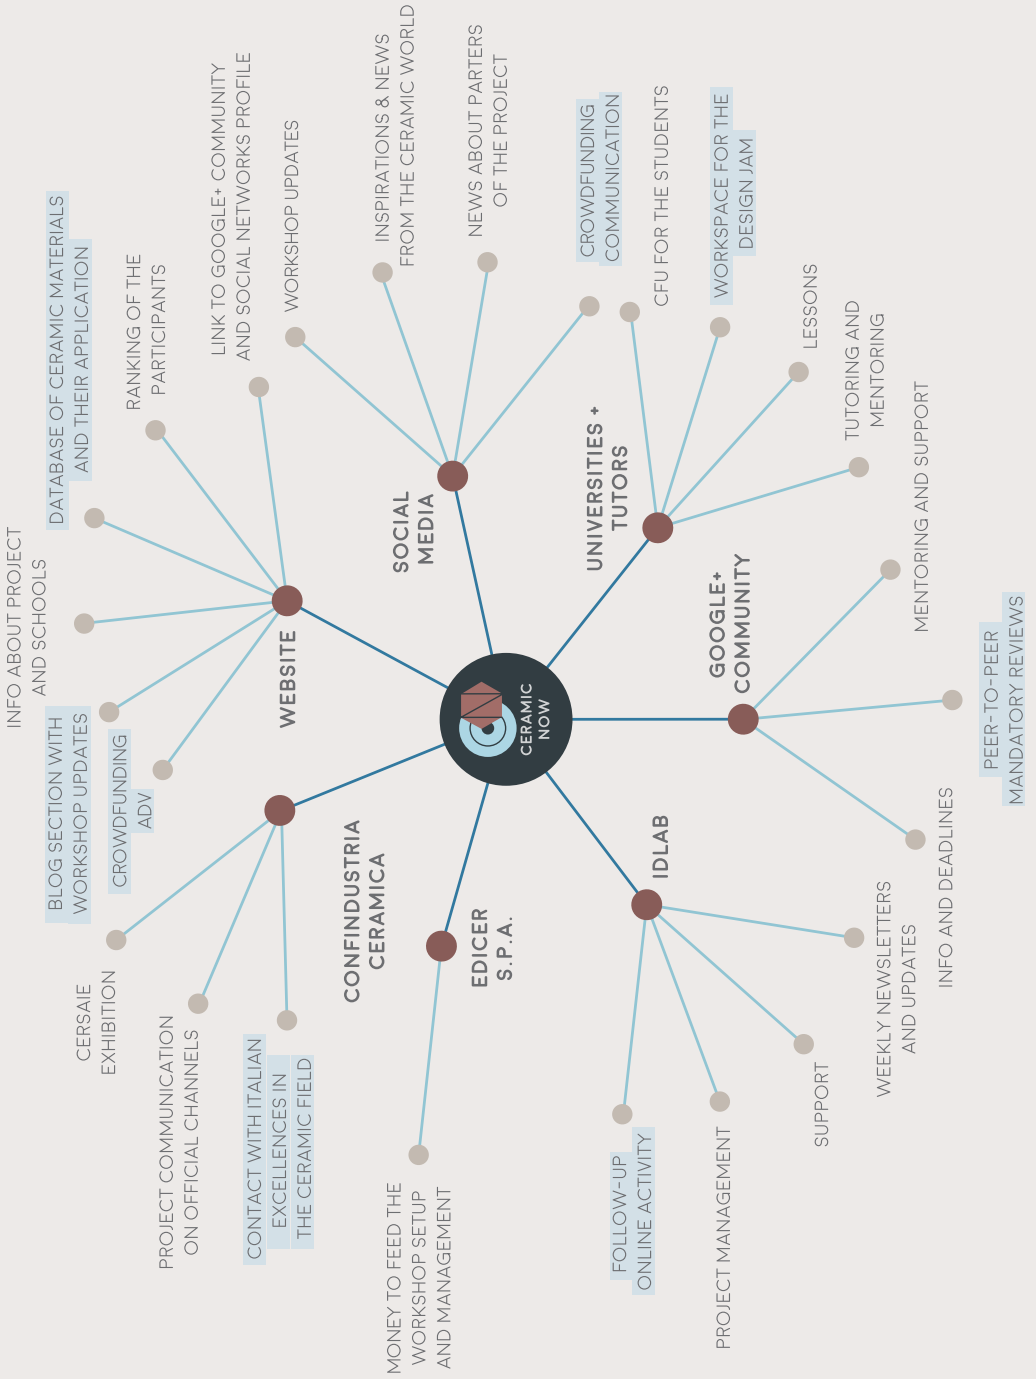 CERAMIC
NOW
WEBSITE
INFO ABOUT PROJECT
AND SCHOOLS
DATABASE OF CERAMIC MATERIALS
AND THEIR APPLICATION
RANKING OF THE
PARTICIPANTS
LINK TO GOOGLE+ COMMUNITY
AND SOCIAL NETWORKS PROFILE
BLOG SECTION WITH
WORKSHOP UPDATES
CROWDFUNDING
ADV
SOCIAL
MEDIA
WORKSHOP UPDATES
INSPIRATIONS & NEWS
FROM THE CERAMIC WORLD
NEWS ABOUT PARTERS
OF THE PROJECT
CROWDFUNDING
COMMUNICATION
UNIVERSITIES +
TUTORS
CFU FOR THE STUDENTS
WORKSPACE FOR THE
DESIGN JAM
LESSONS
TUTORING AND
MENTORING
GOOGLE+
COMMUNITY
MENTORING AND SUPPORT
PEER-TO-PEER
MANDATORY REVIEWS
INFO AND DEADLINES
IDLAB
WEEKLY NEWSLETTERS
AND UPDATES
SUPPORT
PROJECT MANAGEMENT
FOLLOW-UP
ONLINE ACTIVITY
EDICER
S.P.A.
MONEY TO FEED THE
WORKSHOP SETUP
AND MANAGEMENT
CONFINDUSTRIA
CERAMICA
CERSAIE
EXHIBITION
PROJECT COMMUNICATION
ON OFFICIAL CHANNELS
CONTACT WITH ITALIAN
EXCELLENCES IN
THE CERAMIC FIELD